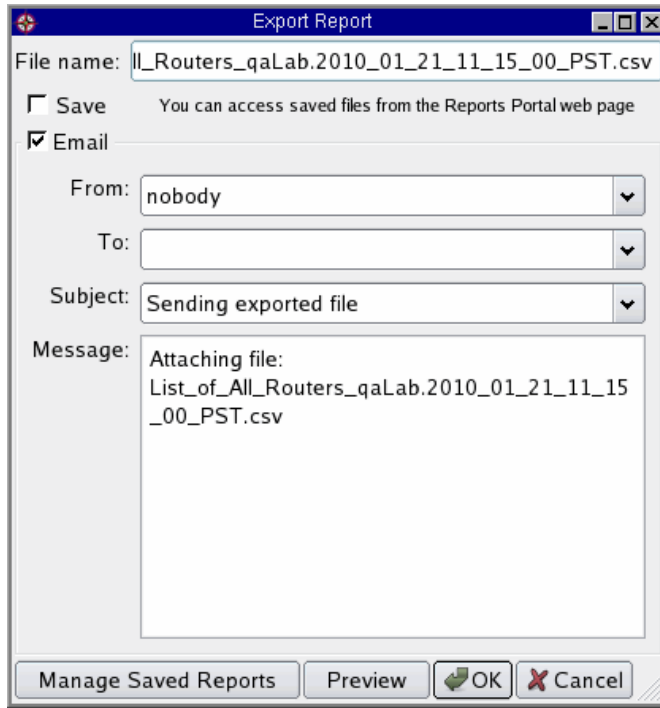 Export Report
File name: ll_Routers_qaLab.2010_01_21_11_15_00_PST.csv
Save You can access saved files from the Reports Portal web page
Email
From: nobody
To:
Subject: Sending exported file
Message: Attaching file:
List_of_All_Routers_qaLab.2010_01_21_11_15
_00_PST.csv
Manage Saved Reports Preview OK Cancel